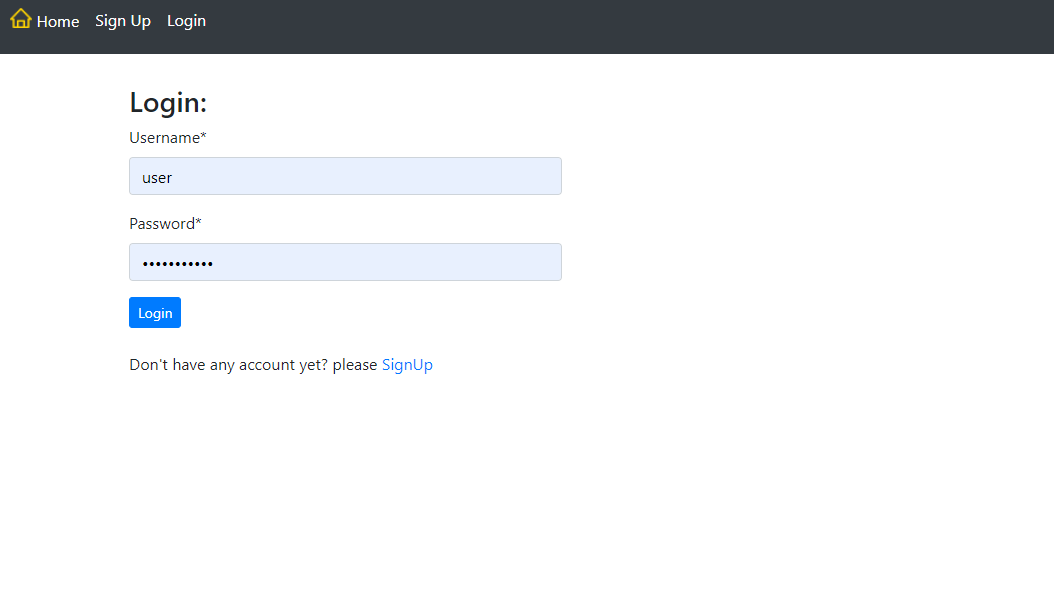 Home Sign Up Login
Login:
Username*
user
Password*
•••••••••••
Login
Don't have any account yet? please SignUp